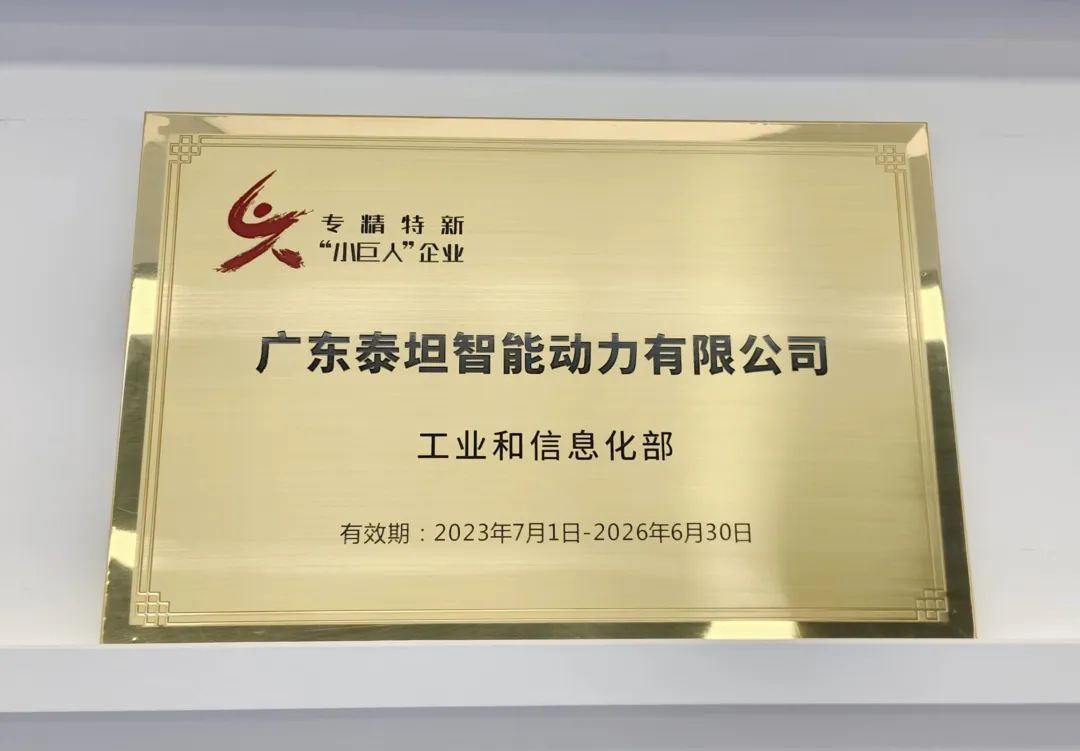 专精特新
“小巨人”企业
广东泰坦智能动力有限公司
工业和信息化部
有效期：2023年7月1日-2026年6月30日